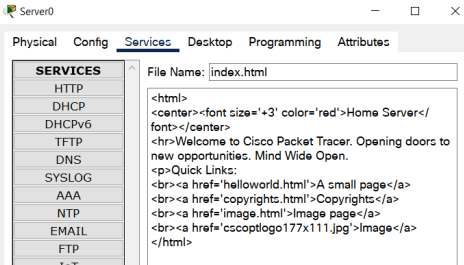 Server0
Physical Config Services Desktop Programming Attributes
SERVICES
HTTP
DHCP
DHCPv6
TFTP
DNS
SYSLOG
AAA
NTP
EMAIL
FTP
File Name: index.html
<html>
<center><font size='+3' color='red'>Home Server</
font></center>
<hr>Welcome to Cisco Packet Tracer. Opening doors to
new opportunities. Mind Wide Open.
<p>Quick Links:
<br><a href='helloworld.html'>A small page</a>
<br><a href='copyrights.html'>Copyrights</a>
<br><a href='image.html'>Image page</a>
<br><a href='cscoptlogo177x111.jpg'>Image</a>
</html>